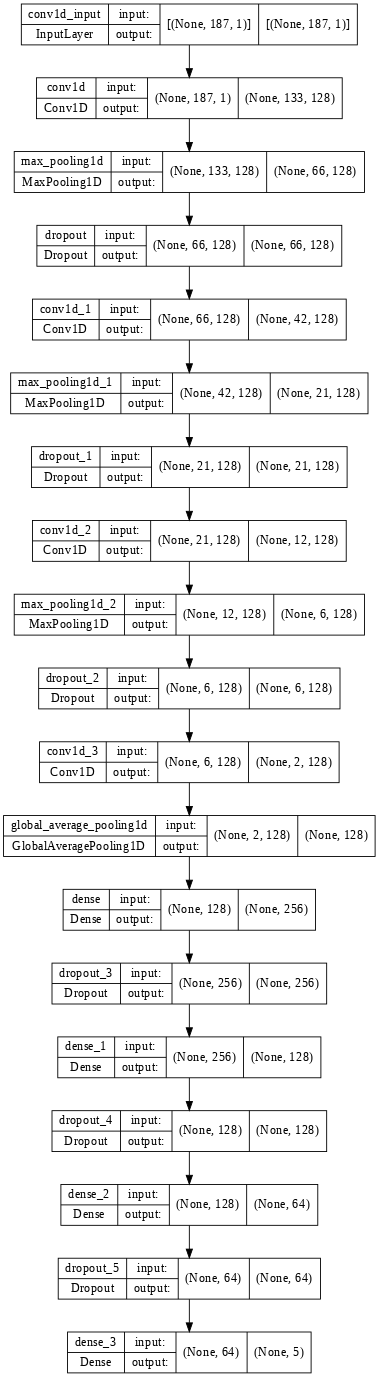 conv1d_input input: [(None, 187, 1)] [(None, 187, 1)]
InputLayer output:
conv1d input: (None, 187, 1) (None, 133, 128)
Conv1D output:
max_pooling1d input: (None, 133, 128) (None, 66, 128)
MaxPooling1D output:
dropout input: (None, 66, 128) (None, 66, 128)
Dropout output:
conv1d_1 input: (None, 66, 128) (None, 42, 128)
Conv1D output:
max_pooling1d_1 input: (None, 42, 128) (None, 21, 128)
MaxPooling1D output:
dropout_1 input: (None, 21, 128) (None, 21, 128)
Dropout output:
conv1d_2 input: (None, 21, 128) (None, 12, 128)
Conv1D output:
max_pooling1d_2 input: (None, 12, 128) (None, 6, 128)
MaxPooling1D output:
dropout_2 input: (None, 6, 128) (None, 6, 128)
Dropout output:
conv1d_3 input: (None, 6, 128) (None, 2, 128)
Conv1D output:
global_average_pooling1d input: (None, 2, 128) (None, 128)
GlobalAveragePooling1D output:
dense input: (None, 128) (None, 256)
Dense output:
dropout_3 input: (None, 256) (None, 256)
Dropout output:
dense_1 input: (None, 256) (None, 128)
Dense output:
dropout_4 input: (None, 128) (None, 128)
Dropout output:
dense_2 input: (None, 128) (None, 64)
Dense output:
dropout_5 input: (None, 64) (None, 64)
Dropout output:
dense_3 input: (None, 64) (None, 5)
Dense output: